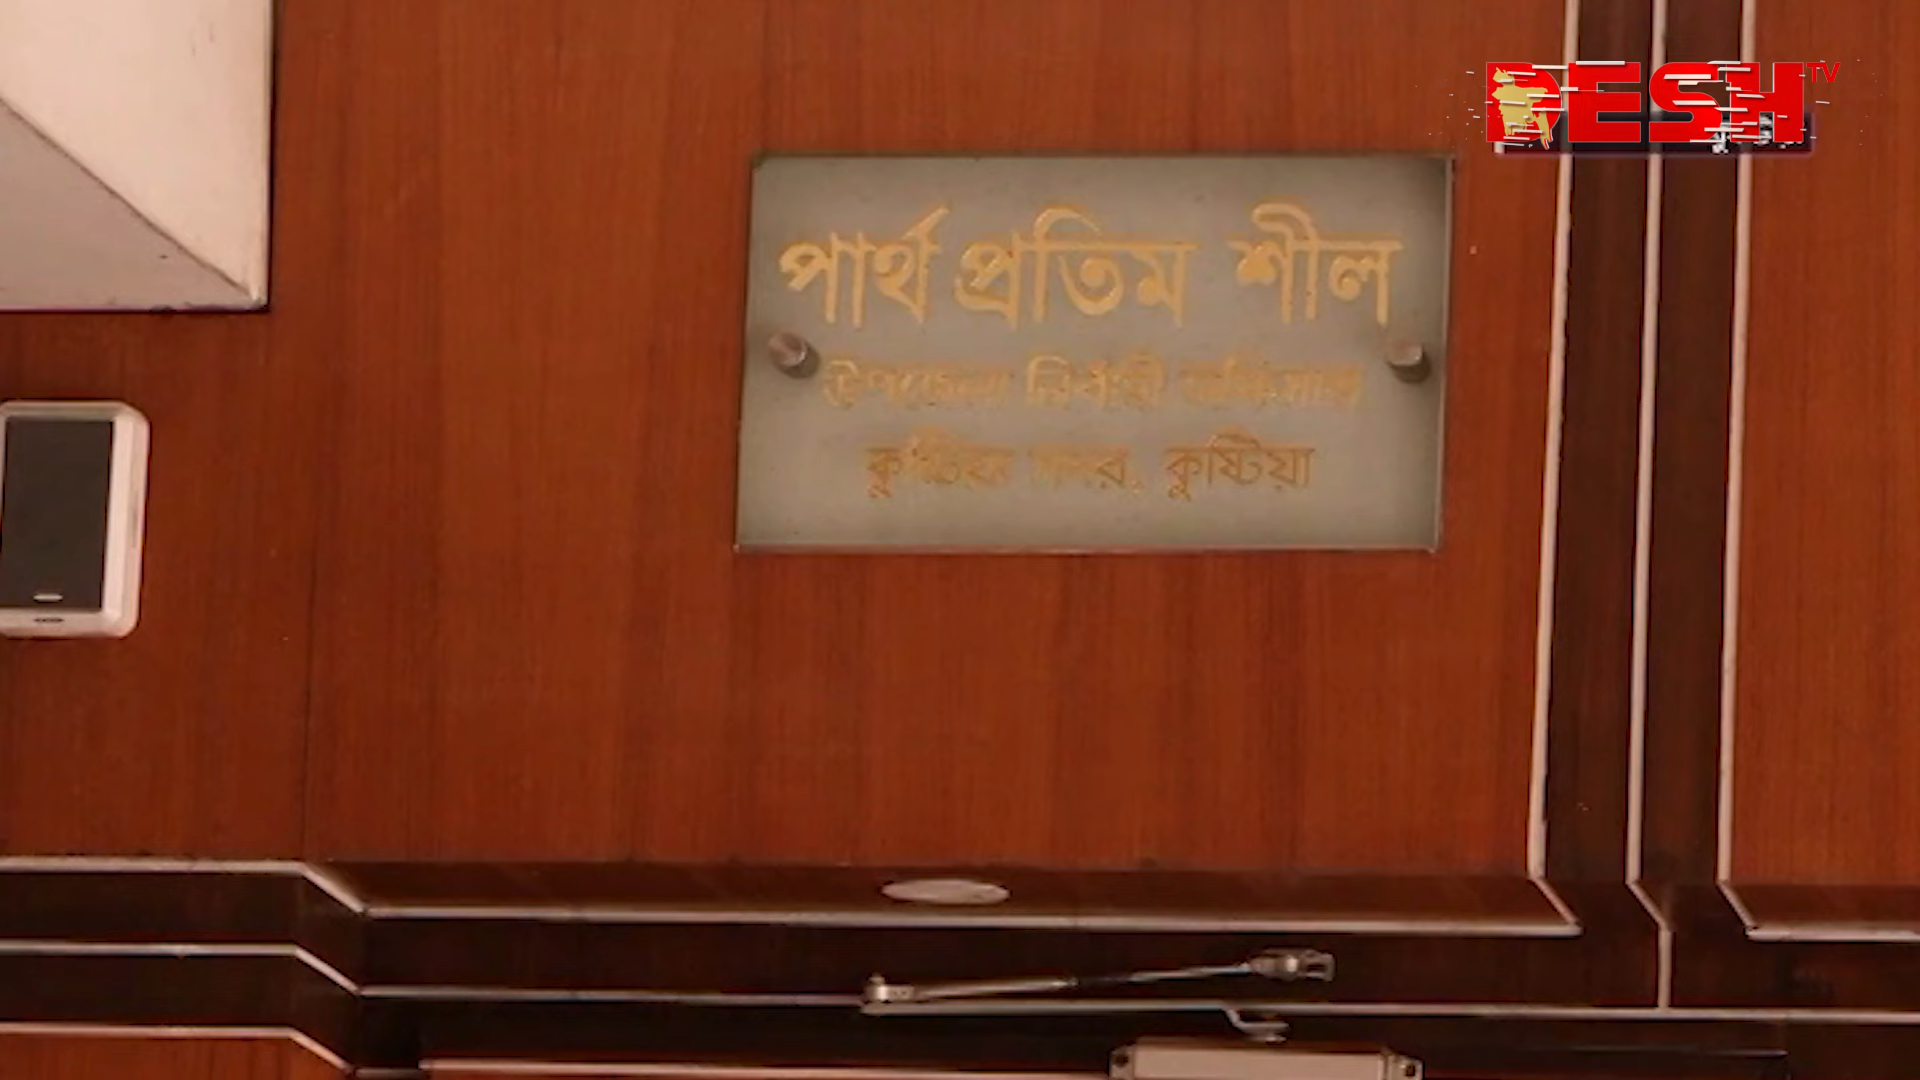 DESH TV
পার্থ প্রতিম শীল
উপজেলা নির্বাহী অফিসার
কুষ্টিয়া সদর, কুষ্টিয়া